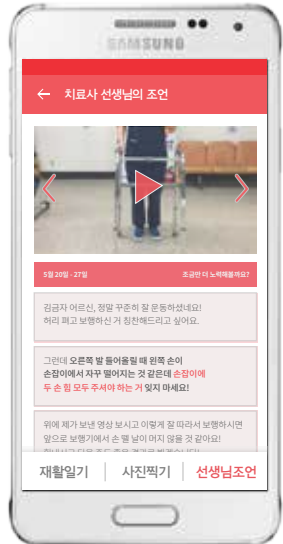 SAMSUNG
← 치료사 선생님의 조언
5월 20일 - 27일 조금만 더 노력해볼까요?
김금자 어르신, 정말 꾸준히 잘 운동하셨네요!
허리 펴고 보행하신 거 칭찬해드리고 싶어요.
그런데 오른쪽 발 들어올릴 때 왼쪽 손이
손잡이에서 자꾸 떨어지는 것 같은데 손잡이에
두 손 힘 모두 주셔야 하는 거 잊지 마세요!
위에 제가 보낸 영상 보시고 이렇게 잘 따라서 보행하시면
앞으로 보행기에서 손 뗄 날이 머지 않을 것 같아요!
재활일기 사진찍기 선생님조언